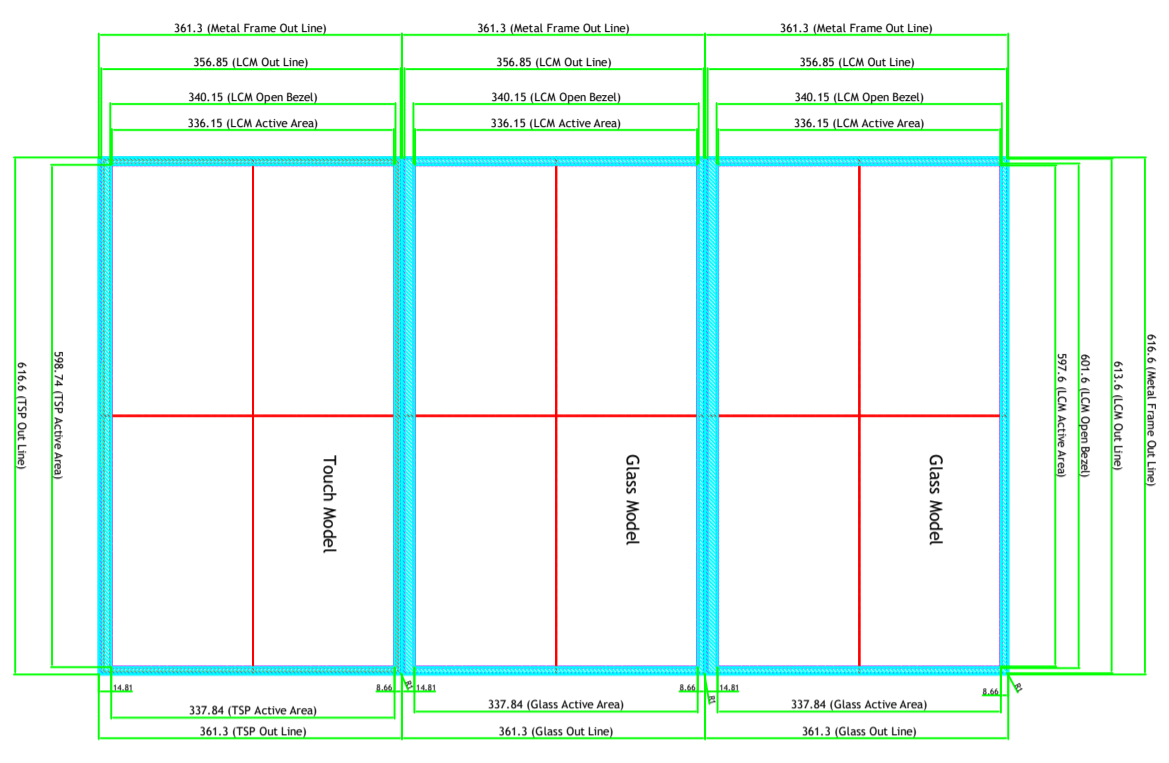 361.3 (Metal Frame Out Line)
361.3 (Metal Frame Out Line)
361.3 (Metal Frame Out Line)
356.85 (LCM Out Line)
356.85 (LCM Out Line)
356.85 (LCM Out Line)
340.15 (LCM Open Bezel)
340.15 (LCM Open Bezel)
340.15 (LCM Open Bezel)
336.15 (LCM Active Area)
336.15 (LCM Active Area)
336.15 (LCM Active Area)
616.6 (TSP Out Line)
598.74 (TSP Active Area)
Touch Model
Glass Model
Glass Model
597.6 (LCM Active Area)
601.6 (LCM Open Bezel)
613.6 (LCM Out Line)
616.6 (Metal Frame Out Line)
14.81
8.66
R1
14.81
8.66
R1
14.81
8.66
R1
337.84 (TSP Active Area)
337.84 (Glass Active Area)
337.84 (Glass Active Area)
361.3 (TSP Out Line)
361.3 (Glass Out Line)
361.3 (Glass Out Line)